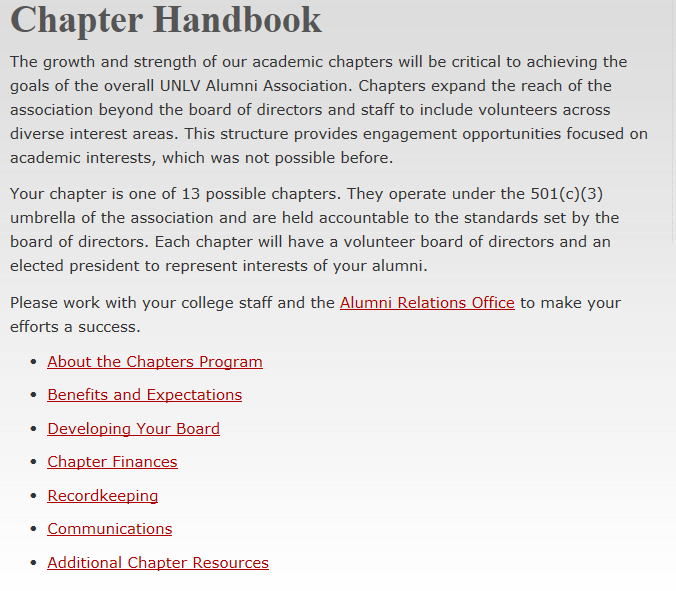 Chapter Handbook
The growth and strength of our academic chapters will be critical to achieving the
goals of the overall UNLV Alumni Association. Chapters expand the reach of the
association beyond the board of directors and staff to include volunteers across
diverse interest areas. This structure provides engagement opportunities focused on
academic interests, which was not possible before.
Your chapter is one of 13 possible chapters. They operate under the 501(c)(3)
umbrella of the association and are held accountable to the standards set by the
board of directors. Each chapter will have a volunteer board of directors and an
elected president to represent interests of your alumni.
Please work with your college staff and the Alumni Relations Office to make your
efforts a success.
• About the Chapters Program
• Benefits and Expectations
• Developing Your Board
• Chapter Finances
• Recordkeeping
• Communications
• Additional Chapter Resources